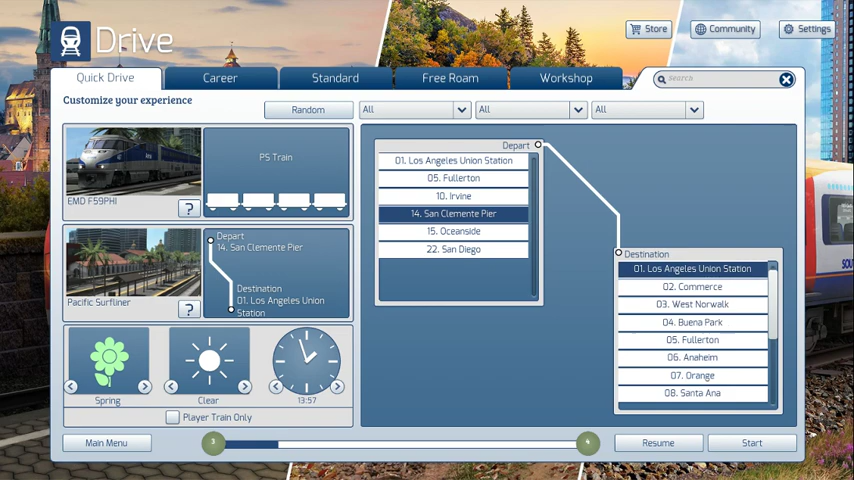 Drive
Store
Community
Settings
Quick Drive
Career
Standard
Free Roam
Workshop
Search
Customize your experience
Random
All
All
All
EMD F59PHI
?
PS Train
Pacific Surfliner
?
Depart
14. San Clemente Pier
Destination
01. Los Angeles Union
Station
Spring
Clear
13:57
Player Train Only
Depart
01. Los Angeles Union Station
05. Fullerton
10. Irvine
14. San Clemente Pier
15. Oceanside
22. San Diego
Destination
01. Los Angeles Union Station
02. Commerce
03. West Norwalk
04. Buena Park
05. Fullerton
06. Anaheim
07. Orange
08. Santa Ana
Main Menu
3
4
Resume
Start